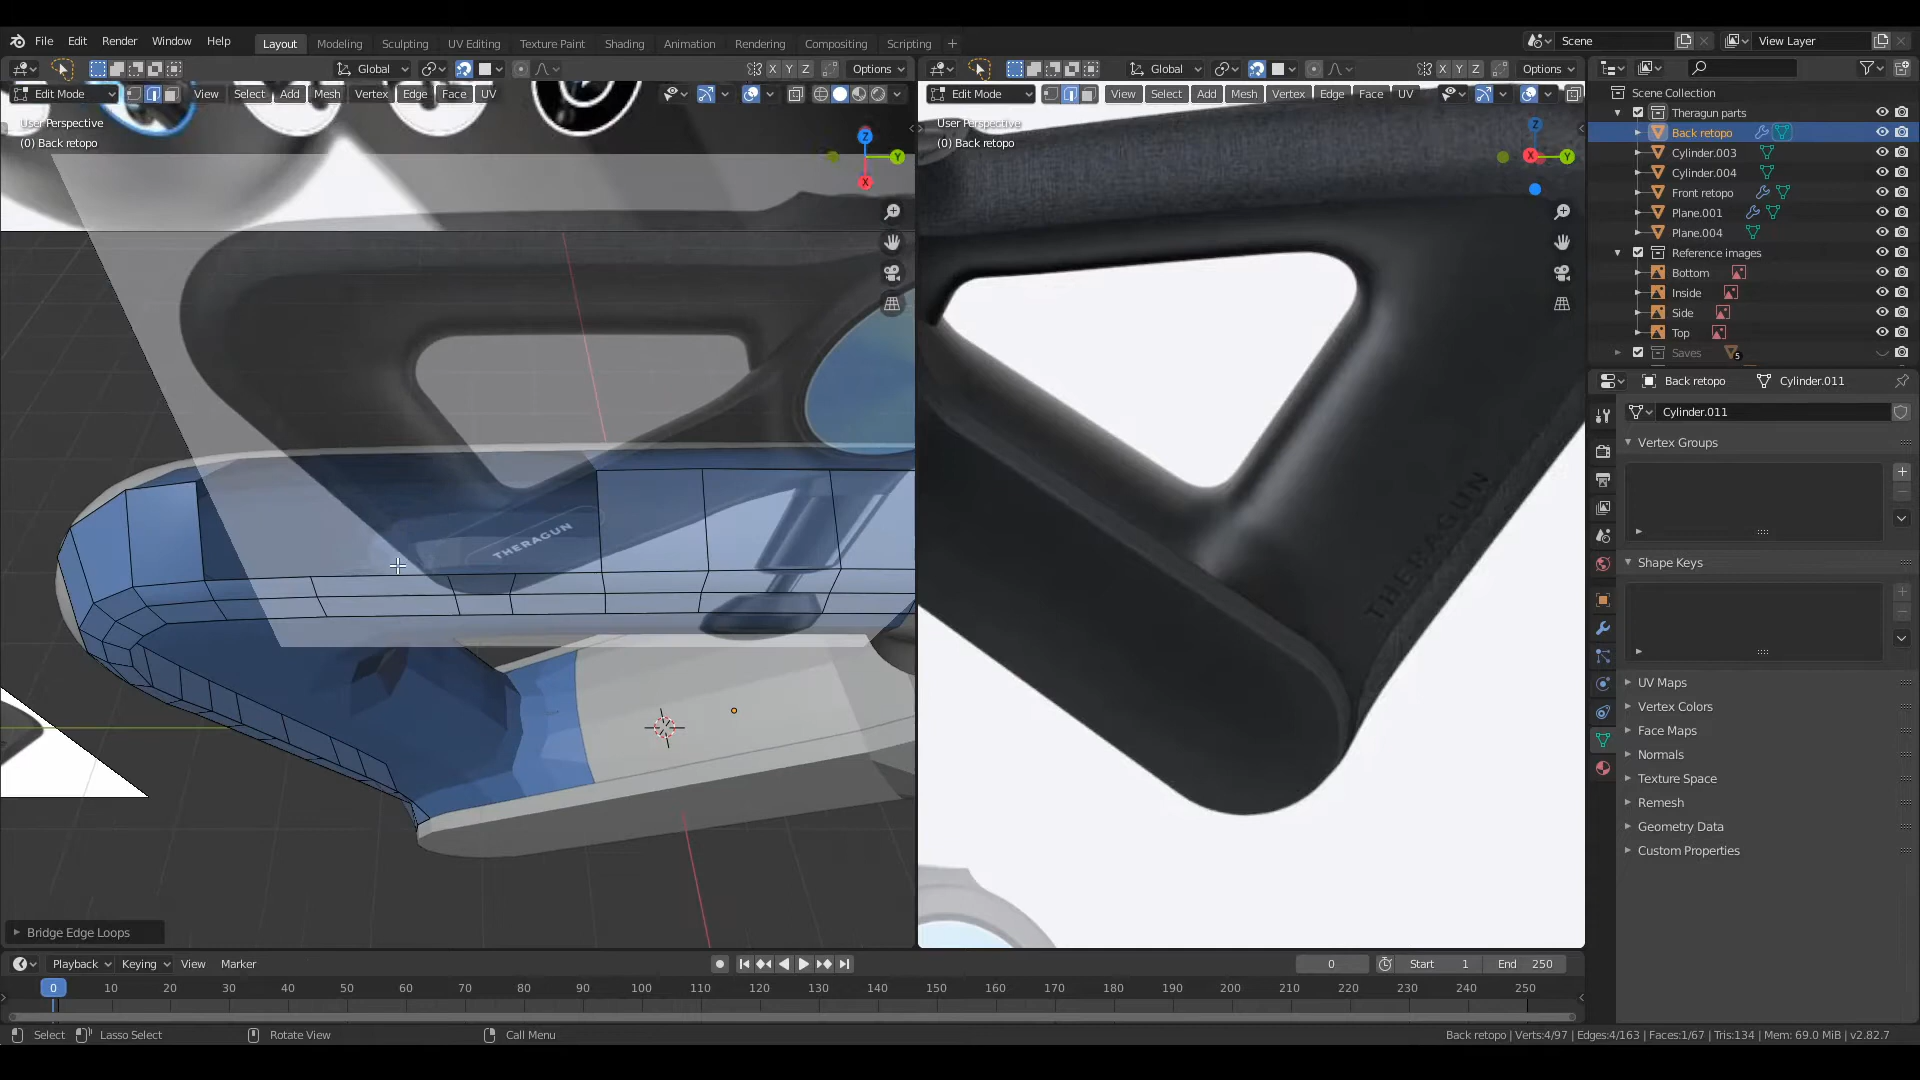 File Edit Render Window Help Layout Modeling Sculpting UV Editing Texture Paint Shading Animation Rendering Compositing Scripting + Scene View Layer
Global Options X Y Z Global Options X Y Z
Edit Mode View Select Add Mesh Vertex Edge Face UV Edit Mode View Select Add Mesh Vertex Edge Face UV
User Perspective
(0) Back retopo
Z
Y
X
User Perspective
(0) Back retopo
Z
X
Y
THERAGUN
THERAGUN
Bridge Edge Loops
Scene Collection
Theragun parts
Back retopo
Cylinder.003
Cylinder.004
Front retopo
Plane.001
Plane.004
Reference images
Bottom
Inside
Side
Top
Saves 5
Back retopo Cylinder.011
Cylinder.011
Vertex Groups
Shape Keys
UV Maps
Vertex Colors
Face Maps
Normals
Texture Space
Remesh
Geometry Data
Custom Properties
Playback Keying View Marker 0 Start 1 End 250
0 10 20 30 40 50 60 70 80 90 100 110 120 130 140 150 160 170 180 190 200 210 220 230 240 250
Select Lasso Select Rotate View Call Menu Back retopo | Verts:4/97 | Edges:4/163 | Faces:1/67 | Tris:134 | Mem: 69.0 MiB | v2.82.7